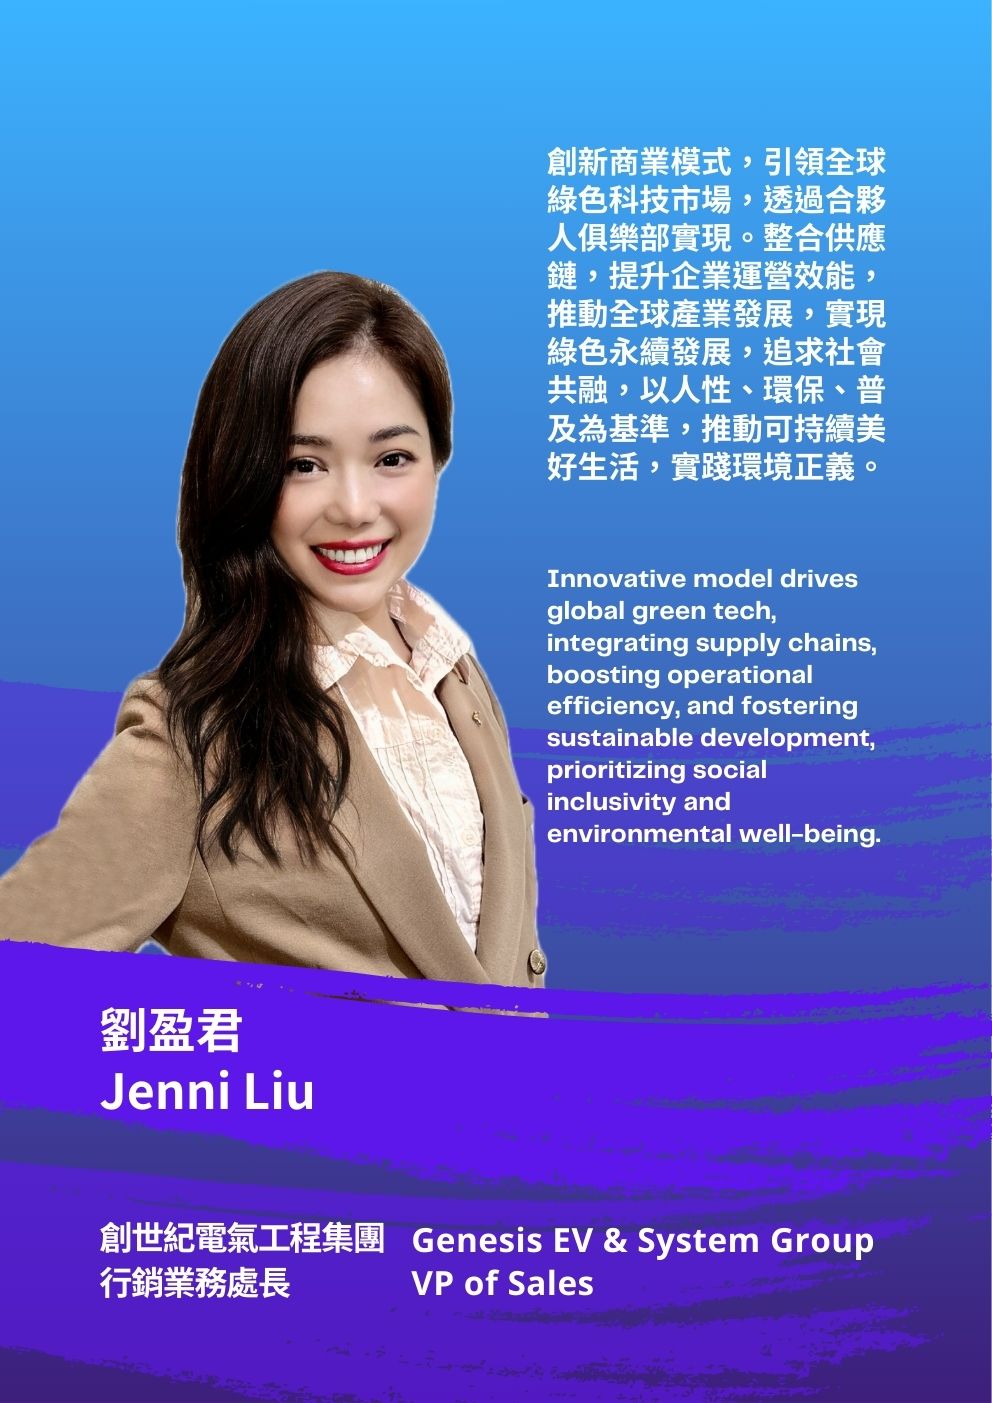 創新商業模式，引領全球
綠色科技市場，透過合夥
人俱樂部實現。整合供應
鏈，提升企業運營效能，
推動全球產業發展，實現
綠色永續發展，追求社會
共融，以人性、環保、普
及為基準，推動可持續美
好生活，實踐環境正義。
Innovative model drives
global green tech,
integrating supply chains,
boosting operational
efficiency, and fostering
sustainable development,
prioritizing social
inclusivity and
environmental well-being.
劉盈君
Jenni Liu
創世紀電氣工程集團
行銷業務處長
Genesis EV & System Group
VP of Sales